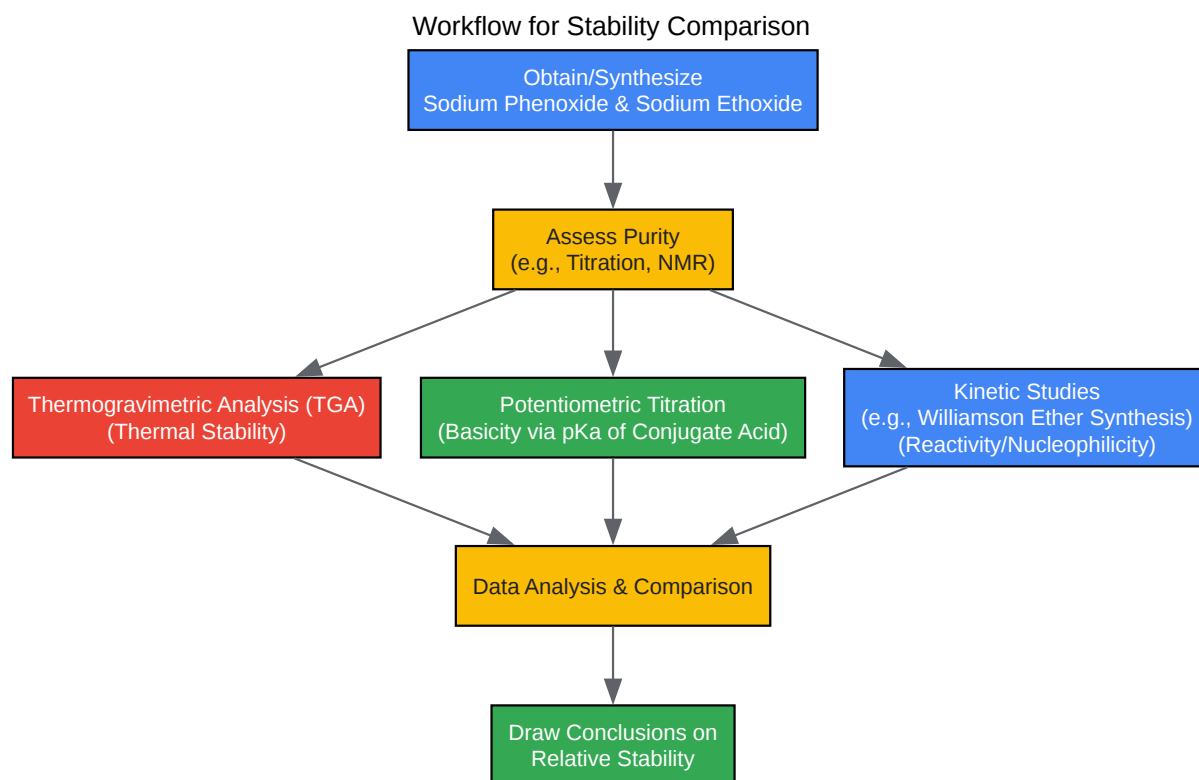 Workflow for Stability Comparison
Obtain/Synthesize
Sodium Phenoxide & Sodium Ethoxide
Assess Purity
(e.g., Titration, NMR)
Thermogravimetric Analysis (TGA)
(Thermal Stability)
Potentiometric Titration
(Basicity via pKa of Conjugate Acid)
Kinetic Studies
(e.g., Williamson Ether Synthesis)
(Reactivity/Nucleophilicity)
Data Analysis & Comparison
Draw Conclusions on
Relative Stability